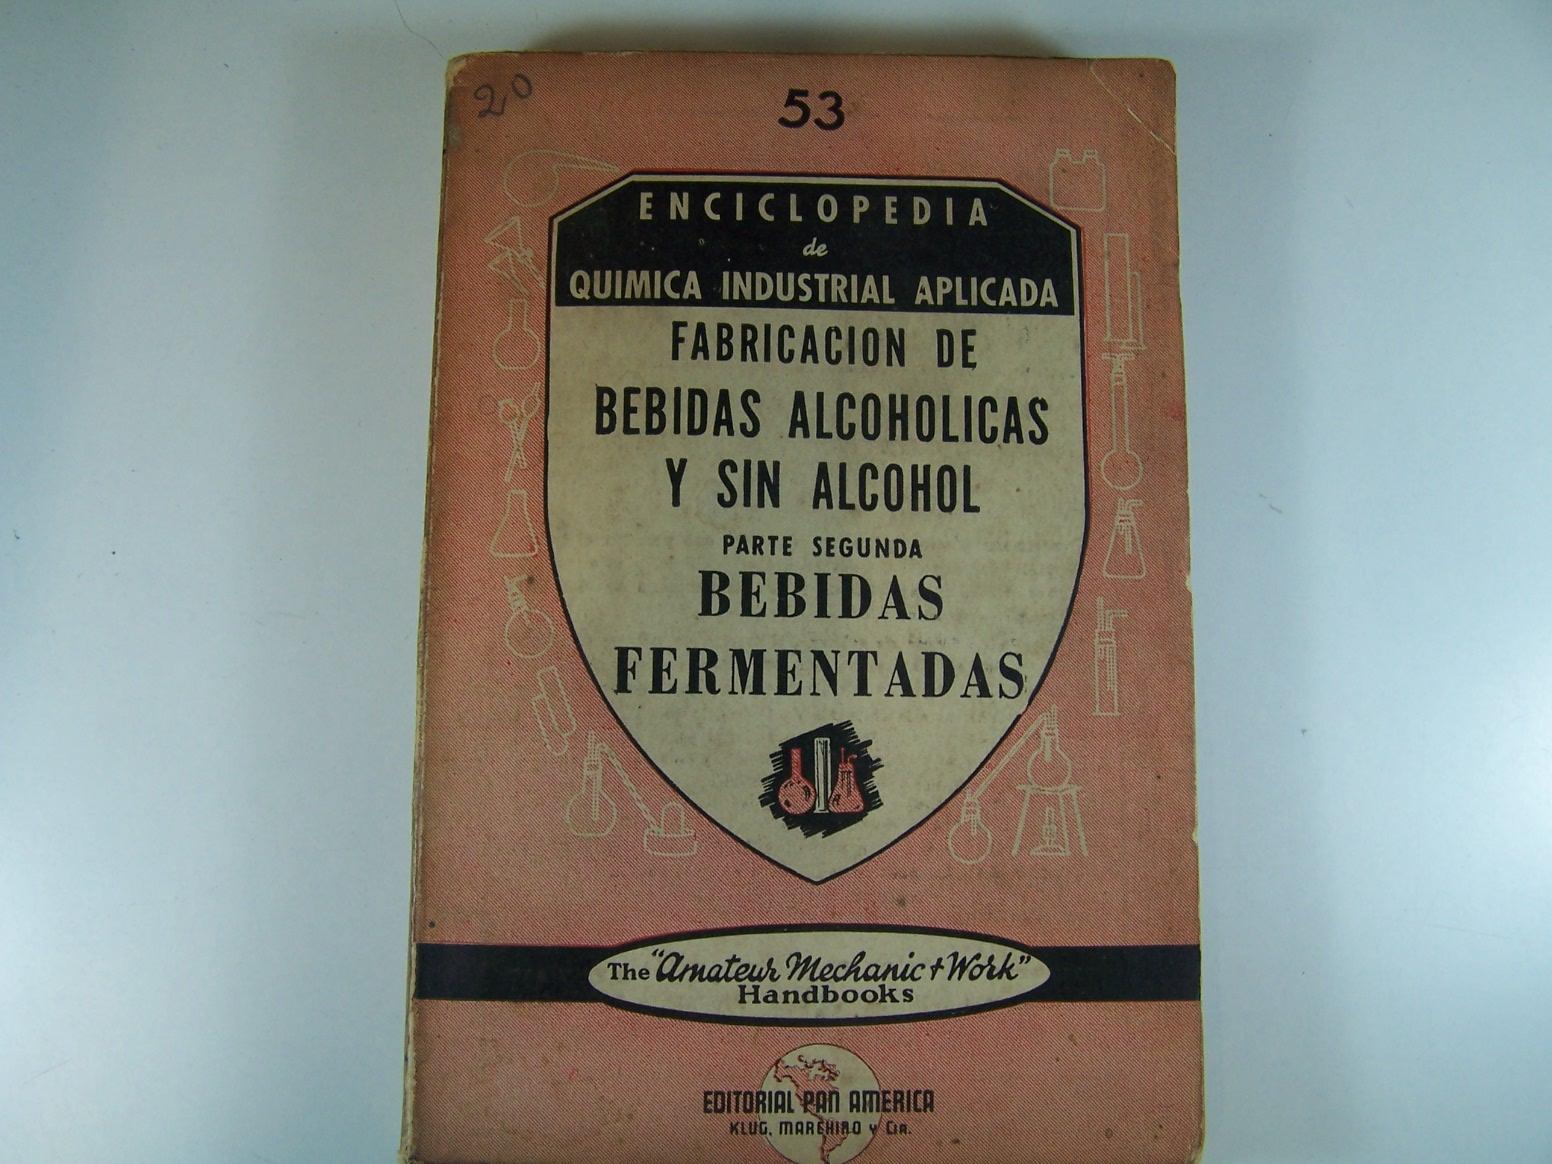 20
53
ENCICLOPEDIA
de
QUIMICA INDUSTRIAL APLICADA
FABRICACION DE
BEBIDAS ALCOHOLICAS
Y SIN ALCOHOL
PARTE SEGUNDA
BEBIDAS
FERMENTADAS
The "Amateur Mechanic + Work"
Handbooks
EDITORIAL PAN AMERICA
KLUG, MARCHINO y Cia.